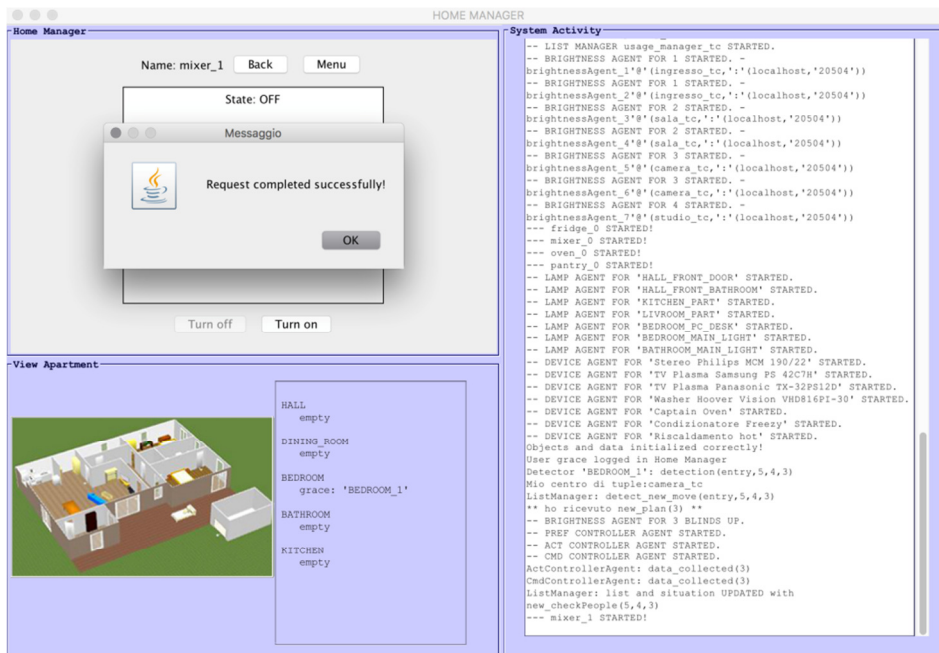 HOME MANAGER
Home Manager
Name: mixer_1 Back Menu
State: OFF
Messaggio
Request completed successfully!
OK
Turn off Turn on
View Apartment
HALL
empty
DINING_ROOM
empty
BEDROOM
grace: 'BEDROOM_1'
BATHROOM
empty
KITCHEN
empty
System Activity
-- LIST MANAGER usage_manager_tc STARTED.
-- BRIGHTNESS AGENT FOR 1 STARTED. -
brightnessAgent_1'@'(ingresso_tc,':'(localhost,'20504'))
-- BRIGHTNESS AGENT FOR 1 STARTED. -
brightnessAgent_2'@'(ingresso_tc,':'(localhost,'20504'))
-- BRIGHTNESS AGENT FOR 2 STARTED. -
brightnessAgent_3'@'(sala_tc,':'(localhost,'20504'))
-- BRIGHTNESS AGENT FOR 2 STARTED. -
brightnessAgent_4'@'(sala_tc,':'(localhost,'20504'))
-- BRIGHTNESS AGENT FOR 3 STARTED. -
brightnessAgent_5'@'(camera_tc,':'(localhost,'20504'))
-- BRIGHTNESS AGENT FOR 3 STARTED. -
brightnessAgent_6'@'(camera_tc,':'(localhost,'20504'))
-- BRIGHTNESS AGENT FOR 4 STARTED. -
brightnessAgent_7'@'(studio_tc,':'(localhost,'20504'))
--- fridge_0 STARTED!
--- mixer_0 STARTED!
--- oven_0 STARTED!
--- pantry_0 STARTED!
-- LAMP AGENT FOR 'HALL_FRONT_DOOR' STARTED.
-- LAMP AGENT FOR 'HALL_FRONT_BATHROOM' STARTED.
-- LAMP AGENT FOR 'KITCHEN_PART' STARTED.
-- LAMP AGENT FOR 'LIVROOM_PART' STARTED.
-- LAMP AGENT FOR 'BEDROOM_PC_DESK' STARTED.
-- LAMP AGENT FOR 'BEDROOM_MAIN_LIGHT' STARTED.
-- LAMP AGENT FOR 'BATHROOM_MAIN_LIGHT' STARTED.
-- DEVICE AGENT FOR 'Stereo Philips MCM 190/22' STARTED.
-- DEVICE AGENT FOR 'TV Plasma Samsung PS 42C7H' STARTED.
-- DEVICE AGENT FOR 'TV Plasma Panasonic TX-32PS12D' STARTED.
-- DEVICE AGENT FOR 'Washer Hoover Vision VHD816PI-30' STARTED.
-- DEVICE AGENT FOR 'Captain Oven' STARTED.
-- DEVICE AGENT FOR 'Condizionatore Freezy' STARTED.
-- DEVICE AGENT FOR 'Riscaldamento hot' STARTED.
Objects and data initialized correctly!
User grace logged in Home Manager
Detector 'BEDROOM_1': detection(entry,5,4,3)
Mio centro di tuple:camera_tc
ListManager: detect_new_move(entry,5,4,3)
** ho ricevuto new_plan(3) **
-- BRIGHTNESS AGENT FOR 3 BLINDS UP.
-- PREF CONTROLLER AGENT STARTED.
-- ACT CONTROLLER AGENT STARTED.
-- CMD CONTROLLER AGENT STARTED.
ActControllerAgent: data_collected(3)
CmdControllerAgent: data_collected(3)
ListManager: list and situation UPDATED with
new_checkPeople(5,4,3)
--- mixer_1 STARTED!